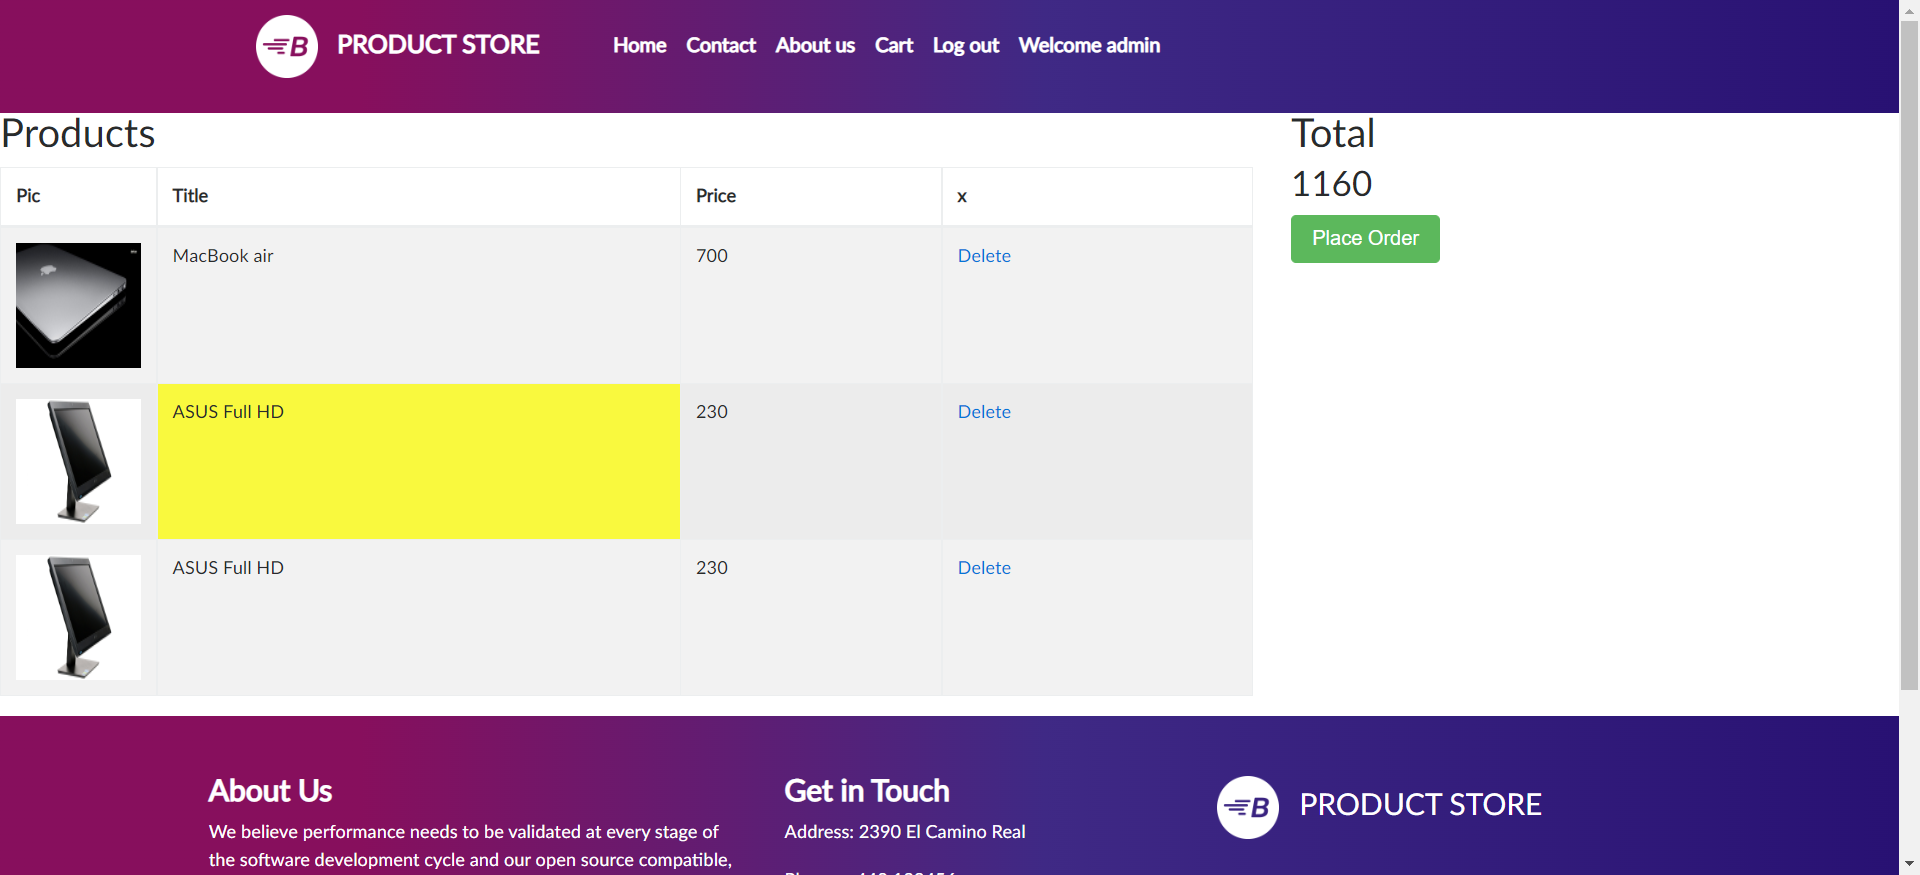 B PRODUCT STORE Home Contact About us Cart Log out Welcome admin
Products
Pic Title Price x
MacBook air 700 Delete
ASUS Full HD 230 Delete
ASUS Full HD 230 Delete
Total
1160
Place Order
About Us
We believe performance needs to be validated at every stage of
the software development cycle and our open source compatible,
Get in Touch
Address: 2390 El Camino Real
B PRODUCT STORE